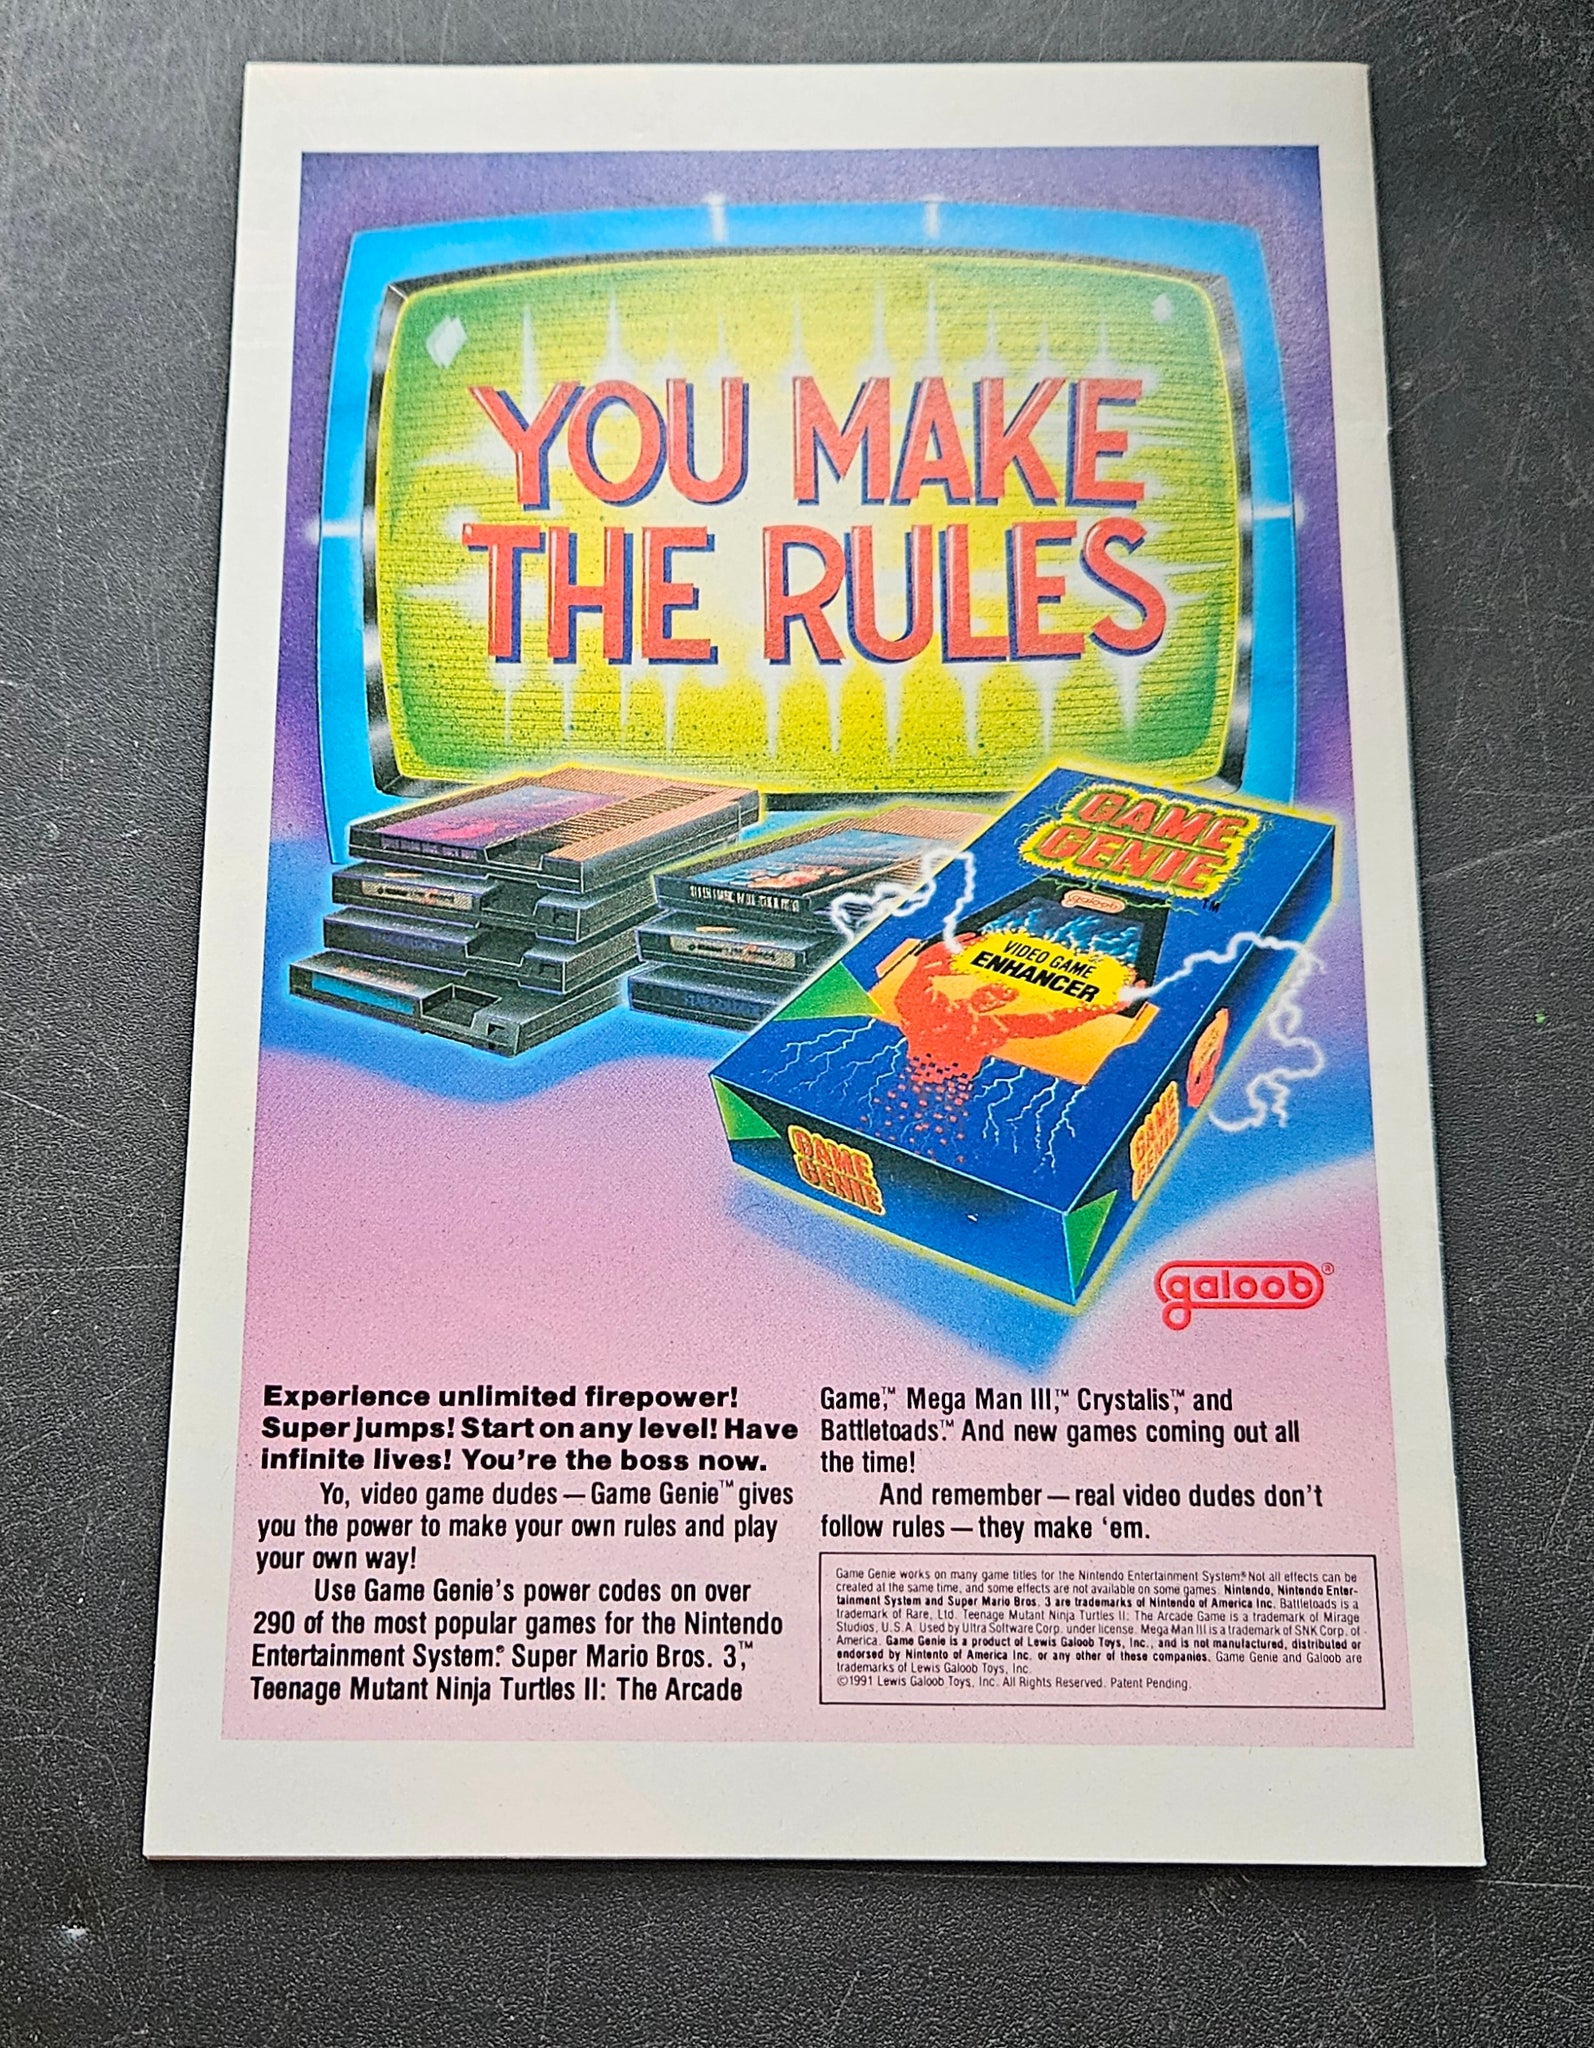 YOU MAKE
THE RULES
GAME
GENIE™
galoob
VIDEO GAME
ENHANCER
GAME
GENIE
GAME
GENIE
galoob®
Experience unlimited firepower!
Super jumps! Start on any level! Have
infinite lives! You're the boss now.
Yo, video game dudes — Game Genie™ gives
you the power to make your own rules and play
your own way!
Use Game Genie's power codes on over
290 of the most popular games for the Nintendo
Entertainment System.® Super Mario Bros. 3,™
Teenage Mutant Ninja Turtles II: The Arcade
Game,™ Mega Man III,™ Crystalis,™ and
Battletoads.™ And new games coming out all
the time!
And remember — real video dudes don't
follow rules — they make 'em.
Game Genie works on many game titles for the Nintendo Entertainment System.® Not all effects can be
created at the same time, and some effects are not available on some games. Nintendo, Nintendo Enter-
tainment System and Super Mario Bros. 3 are trademarks of Nintendo of America Inc. Battletoads is a
trademark of Rare, Ltd. Teenage Mutant Ninja Turtles II: The Arcade Game is a trademark of Mirage
Studios, U.S.A. Used by Ultra Software Corp. under license. Mega Man III is a trademark of SNK Corp. of
America. Game Genie is a product of Lewis Galoob Toys, Inc., and is not manufactured, distributed or
endorsed by Nintento of America Inc. or any other of these companies. Game Genie and Galoob are
trademarks of Lewis Galoob Toys, Inc.
©1991 Lewis Galoob Toys, Inc. All Rights Reserved. Patent Pending.